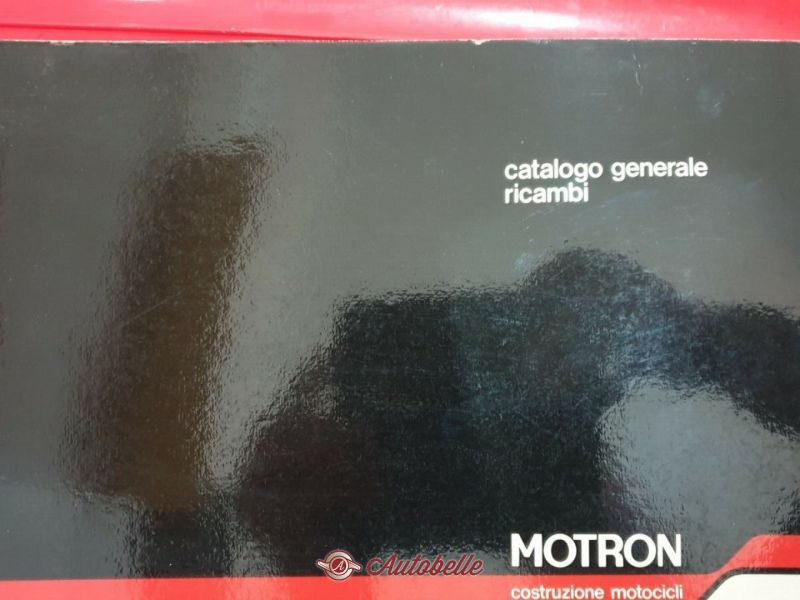 catalogo generale
ricambi
MOTRON
Autobelle
costruzione motocicli